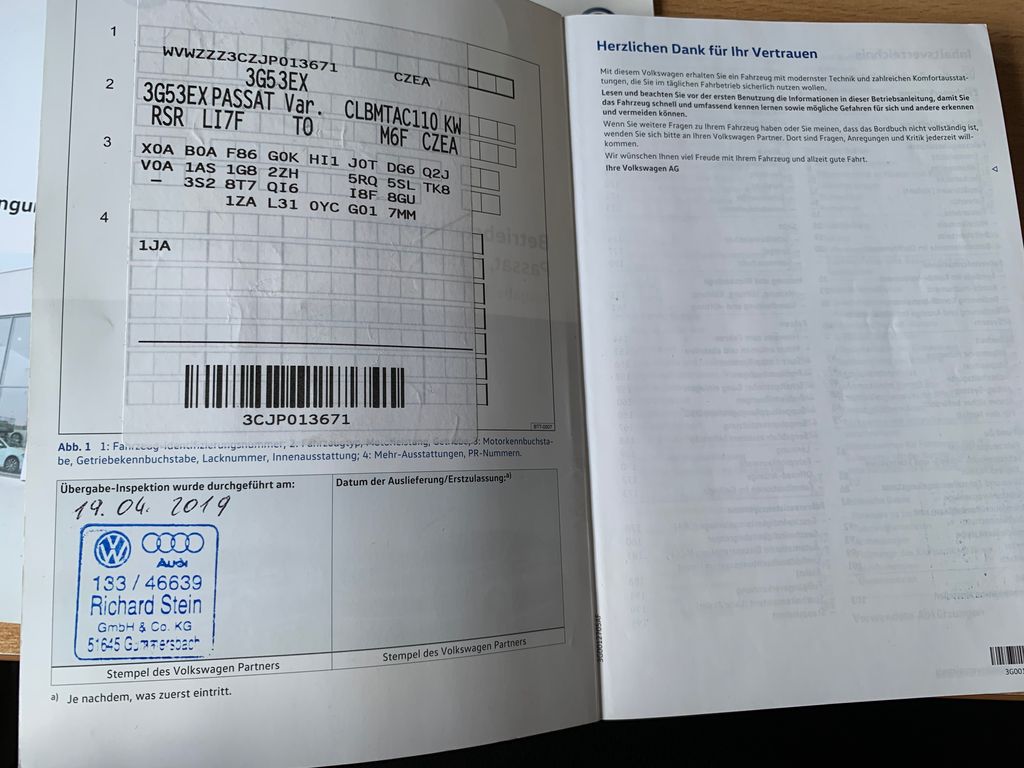 1
WVWZZZ3CZJP013671 CZEA
2
3G53EX
3G53EX PASSAT Var. CLBMTAC110 KW
RSR LI7F TO M6F CZEA
3
X0A B0A F86 G0K HI1 J0T DG6 Q2J
V0A 1AS 1G8 2ZH 5RQ 5SL TK8
– 3S2 8T7 QI6 I8F 8GU
1ZA L31 0YC G01 7MM
4
1JA
3CJP013671
Abb. 1 1: Fahrzeug-Identifizierungsnummer, 2: Fahrzeugtyp, Motorleistung, Getriebe, 3: Motorkennbuchsta-
be, Getriebekennbuchstabe, Lacknummer, Innenausstattung; 4: Mehr-Ausstattungen, PR-Nummern.
Übergabe-Inspektion wurde durchgeführt am:
19. 04. 2019
Audi
133 / 46639
Richard Stein
GmbH & Co. KG
51645 Gummersbach
Stempel des Volkswagen Partners
Datum der Auslieferung/Erstzulassung:a)
Stempel des Volkswagen Partners
a) Je nachdem, was zuerst eintritt.
Herzlichen Dank für Ihr Vertrauen
Mit diesem Volkswagen erhalten Sie ein Fahrzeug mit modernster Technik und zahlreichen Komfortausstat-
tungen, die Sie im täglichen Fahrbetrieb sicherlich nutzen wollen.
Lesen und beachten Sie vor der ersten Benutzung die Informationen in dieser Betriebsanleitung, damit Sie
das Fahrzeug schnell und umfassend kennen lernen sowie mögliche Gefahren für sich und andere erkennen
und vermeiden können.
Wenn Sie weitere Fragen zu Ihrem Fahrzeug haben oder Sie meinen, dass das Bordbuch nicht vollständig ist,
wenden Sie sich bitte an Ihren Volkswagen Partner. Dort sind Fragen, Anregungen und Kritik jederzeit will-
kommen.
Wir wünschen Ihnen viel Freude mit Ihrem Fahrzeug und allzeit gute Fahrt.
Ihre Volkswagen AG